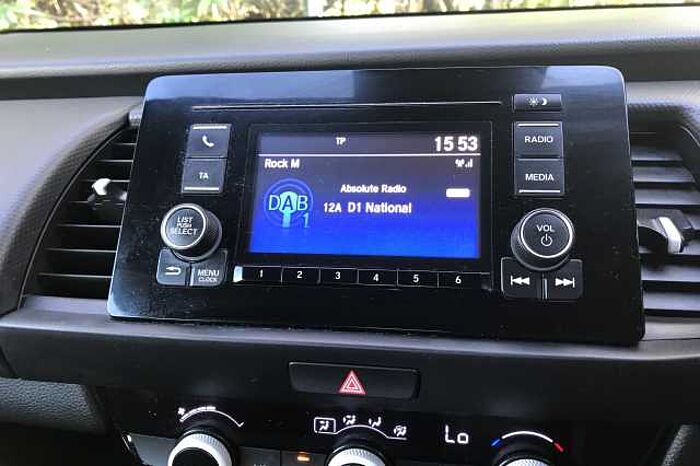 TP 15 53
Rock M
Absolute Radio
DAB 1
12A D1 National
TA
LIST
PUSH
SELECT
MENU
CLOCK
1 2 3 4 5 6
RADIO
MEDIA
VOL
Lo